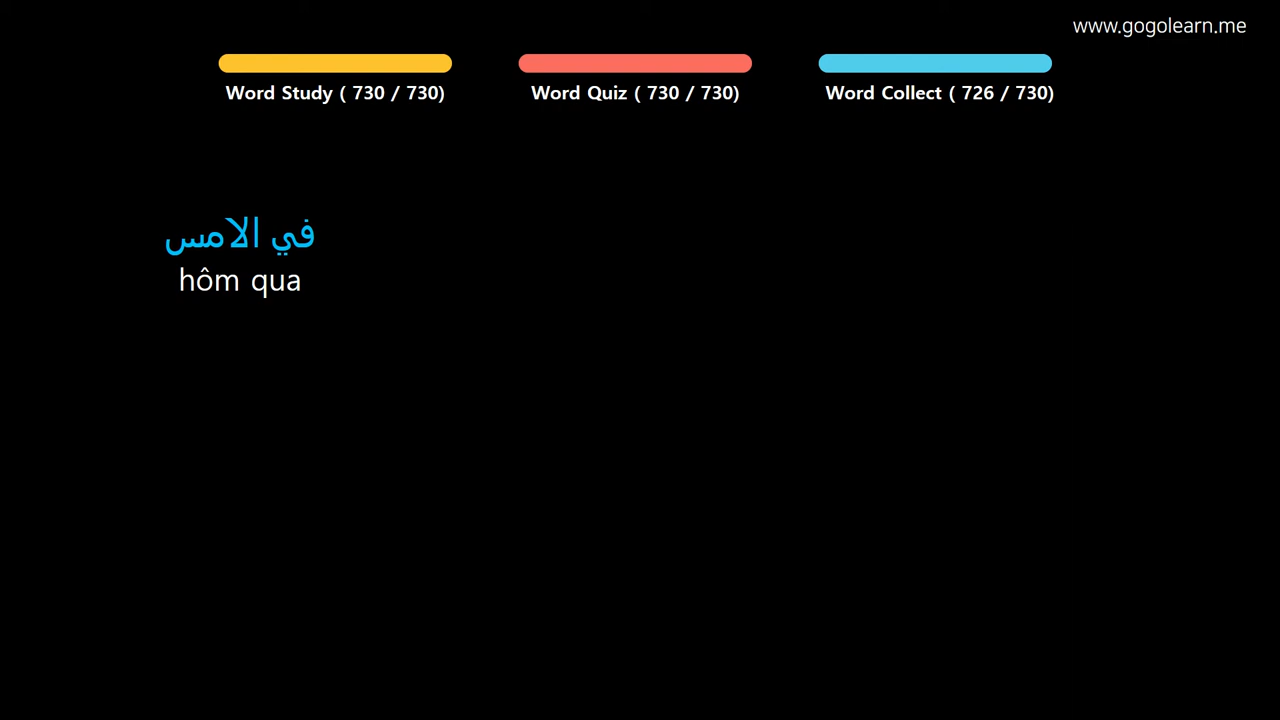 www.gogolearn.me
Word Study ( 730 / 730)
Word Quiz ( 730 / 730)
Word Collect ( 726 / 730)
في الامس
hôm qua